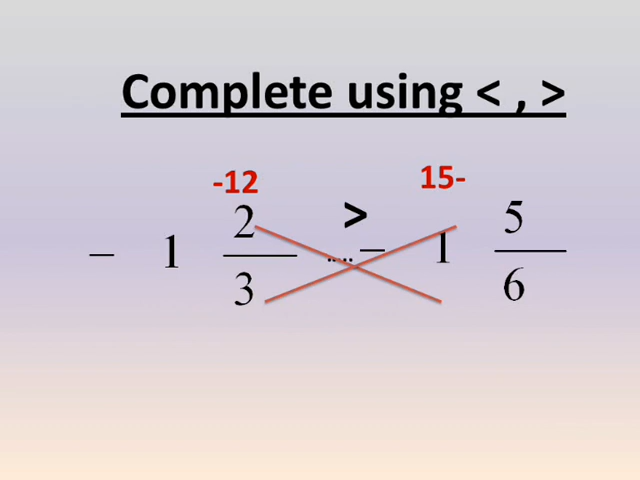 Complete using < , >
-12 15-
− 1 2/3 > ..... − 1 5/6